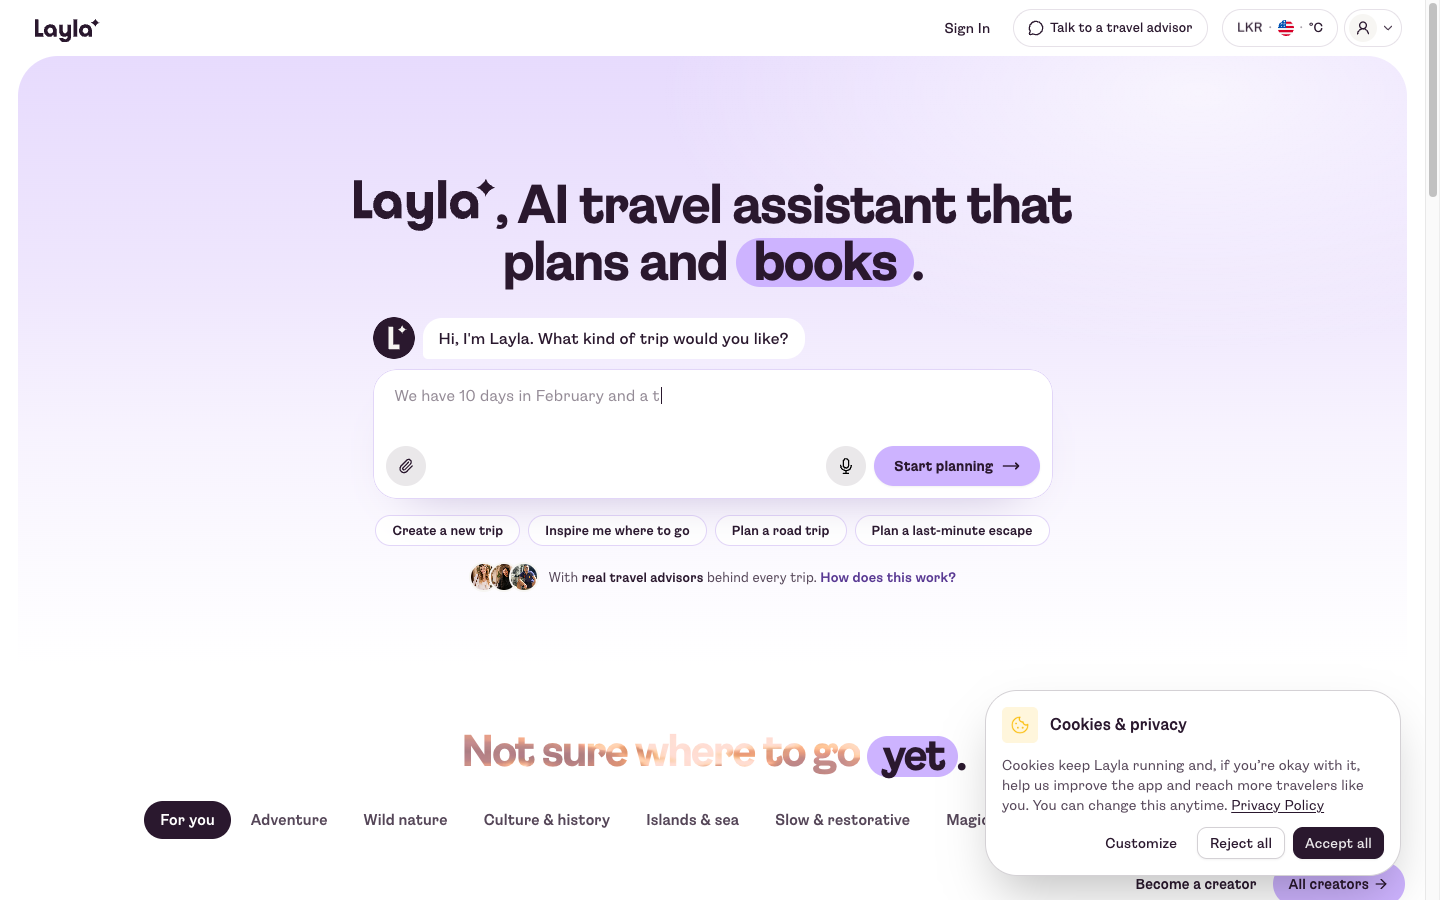 Layla
Sign In
Talk to a travel advisor
LKR · · °C
Layla, AI travel assistant that
plans and books.
L
Hi, I'm Layla. What kind of trip would you like?
We have 10 days in February and a t
Start planning
Create a new trip
Inspire me where to go
Plan a road trip
Plan a last-minute escape
With real travel advisors behind every trip. How does this work?
Not sure where to go yet.
For you
Adventure
Wild nature
Culture & history
Islands & sea
Slow & restorative
Cookies & privacy
Cookies keep Layla running and, if you're okay with it,
help us improve the app and reach more travelers like
you. You can change this anytime. Privacy Policy
Customize
Reject all
Accept all
Become a creator
All creators